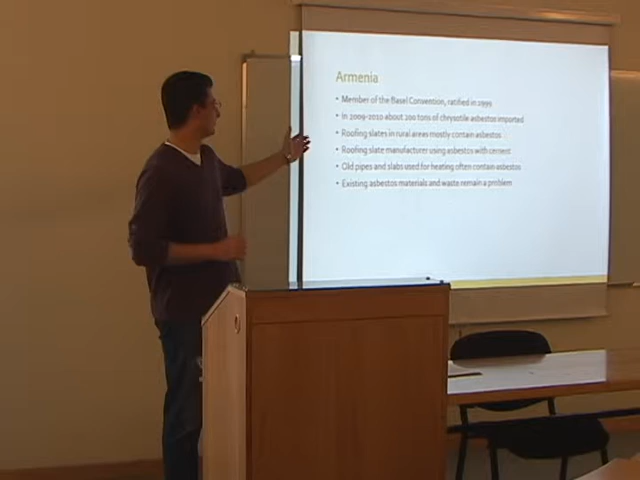 Armenia
• Member of the Basel Convention, ratified in 1999
• In 2009-2010 about 200 tons of chrysotile asbestos imported
• Roofing slates in rural areas mostly contain asbestos
• Roofing slate manufacturer using asbestos with cement
• Old pipes and slabs used for heating often contain asbestos
• Existing asbestos materials and waste remain a problem